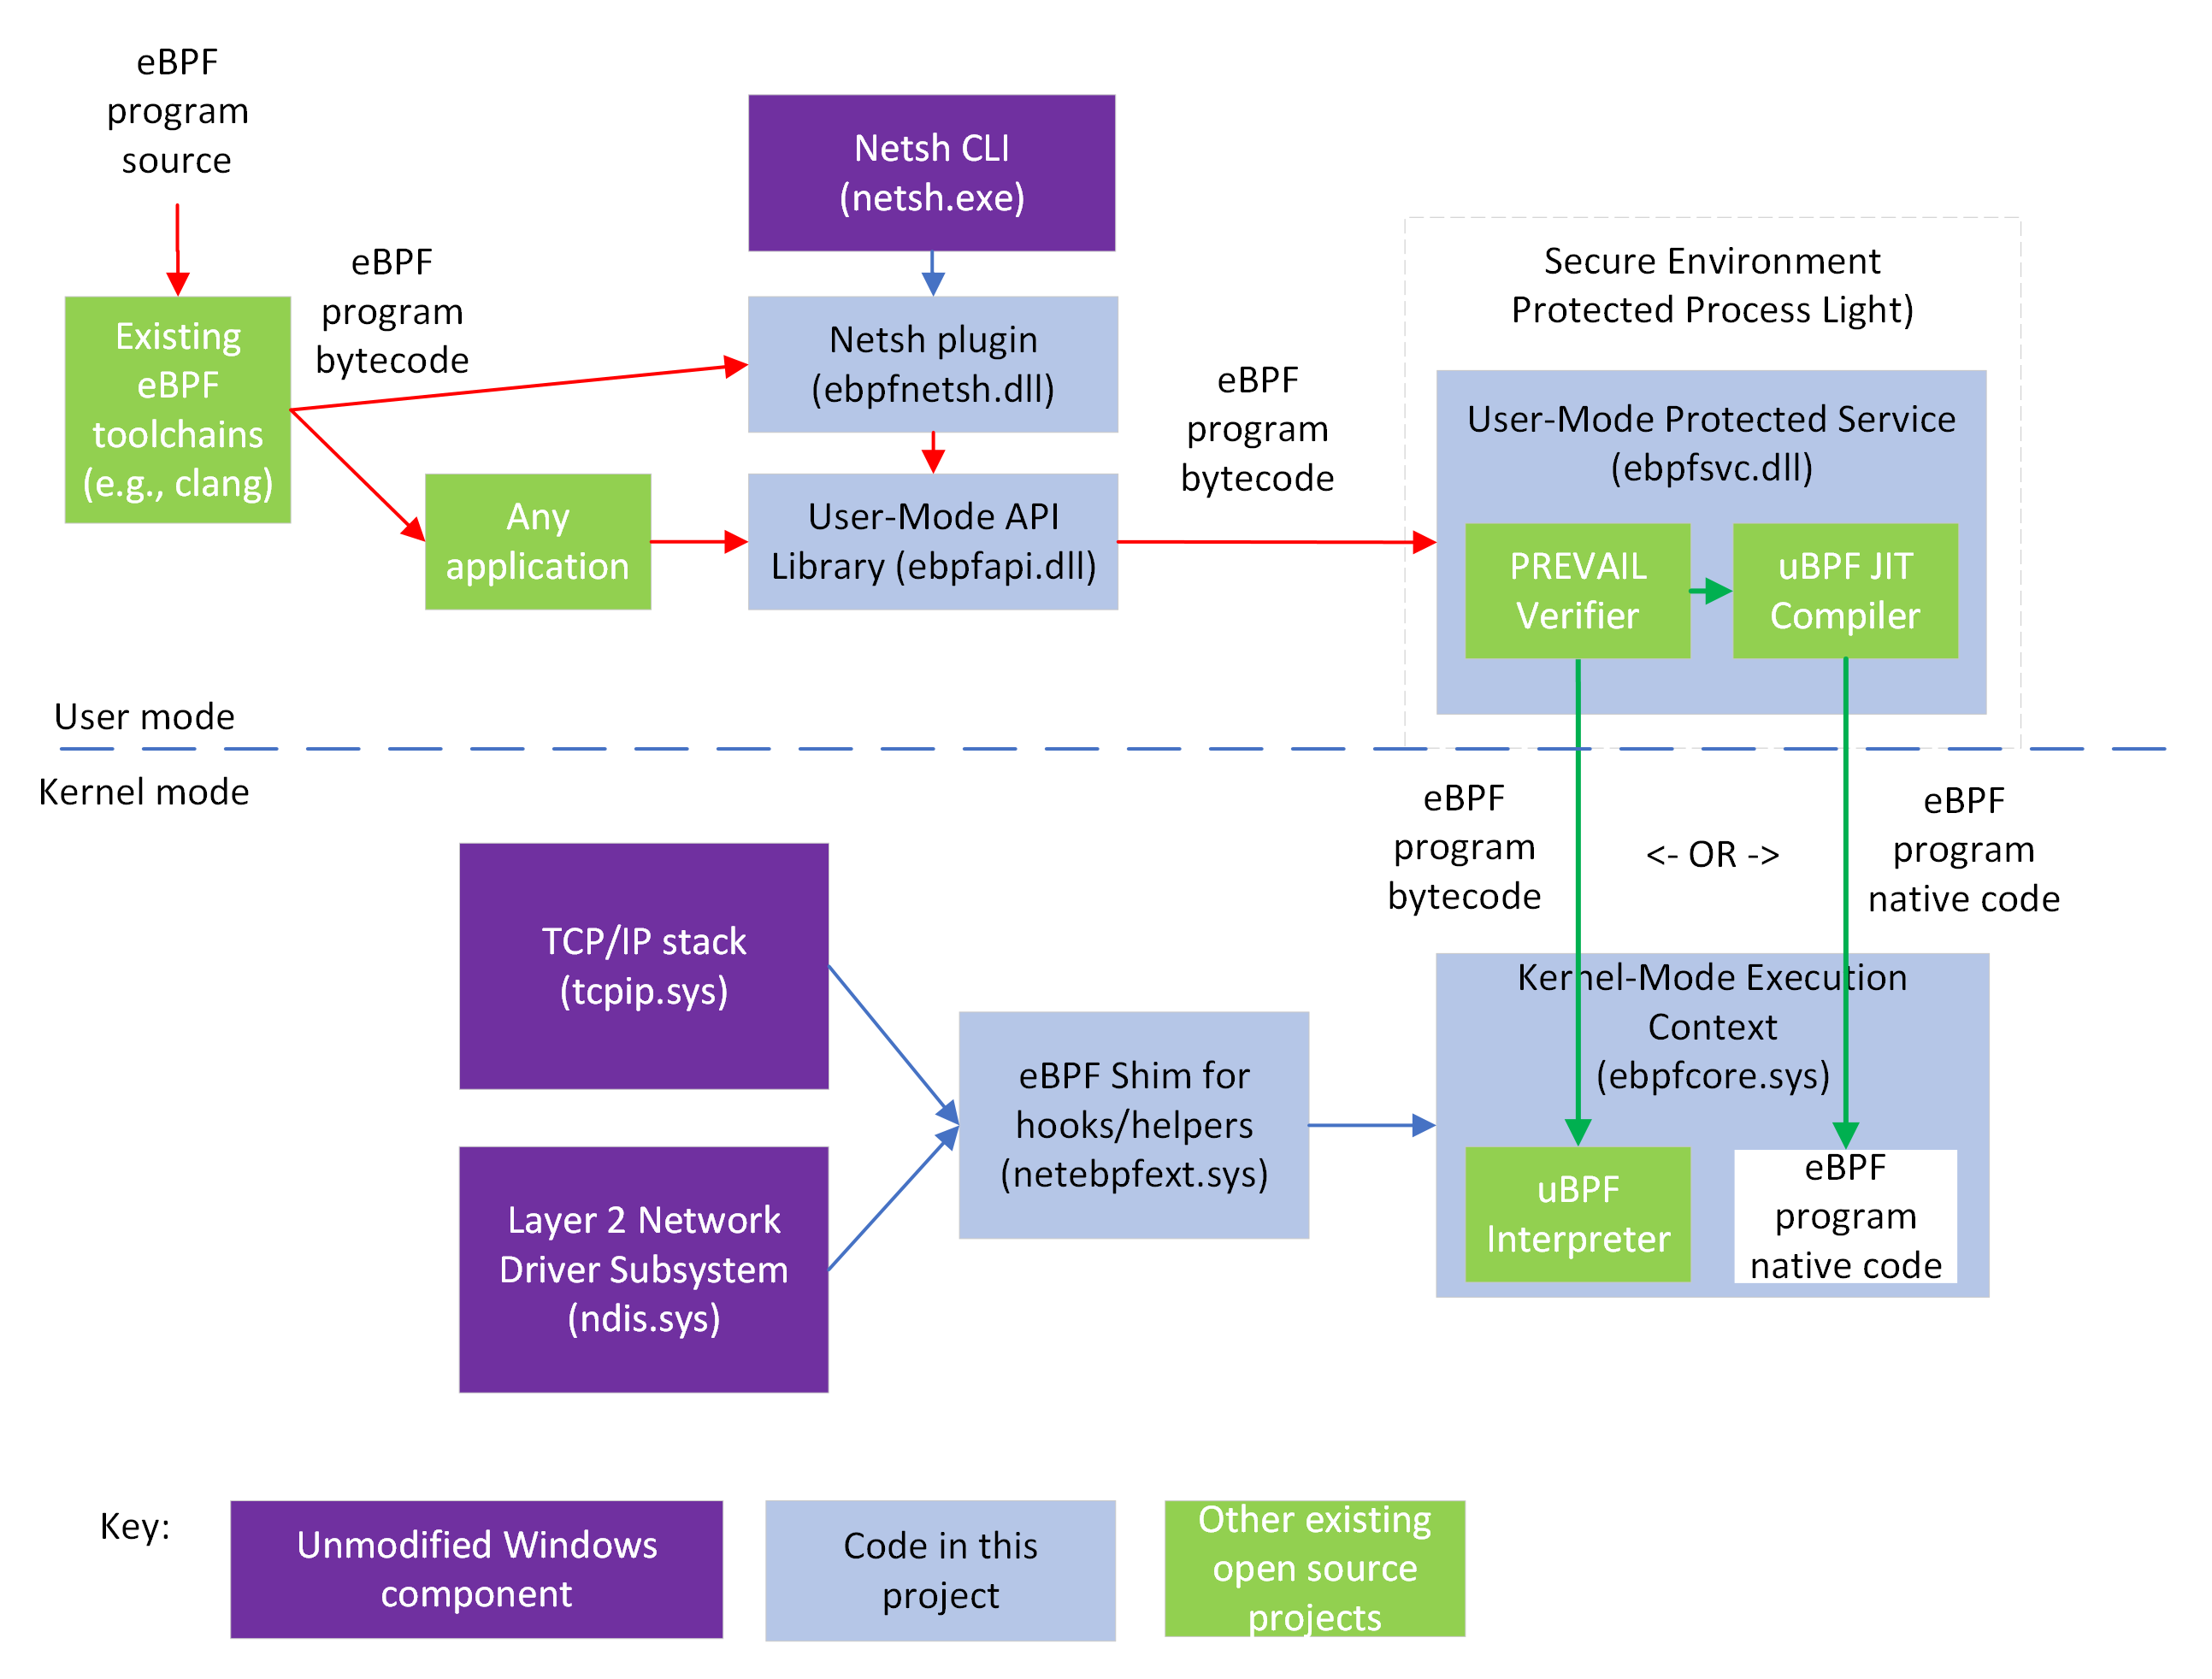 eBPF
program
source
Netsh CLI
(netsh.exe)
eBPF
program
bytecode
Existing
eBPF
toolchains
(e.g., clang)
Netsh plugin
(ebpfnetsh.dll)
Any
application
User-Mode API
Library (ebpfapi.dll)
eBPF
program
bytecode
Secure Environment
Protected Process Light)
User-Mode Protected Service
(ebpfsvc.dll)
PREVAIL
Verifier
uBPF JIT
Compiler
User mode
Kernel mode
eBPF
program
bytecode
<- OR ->
eBPF
program
native code
TCP/IP stack
(tcpip.sys)
Layer 2 Network
Driver Subsystem
(ndis.sys)
eBPF Shim for
hooks/helpers
(netebpfext.sys)
Kernel-Mode Execution
Context
(ebpfcore.sys)
uBPF
Interpreter
eBPF
program
native code
Key:
Unmodified Windows
component
Code in this
project
Other existing
open source
projects